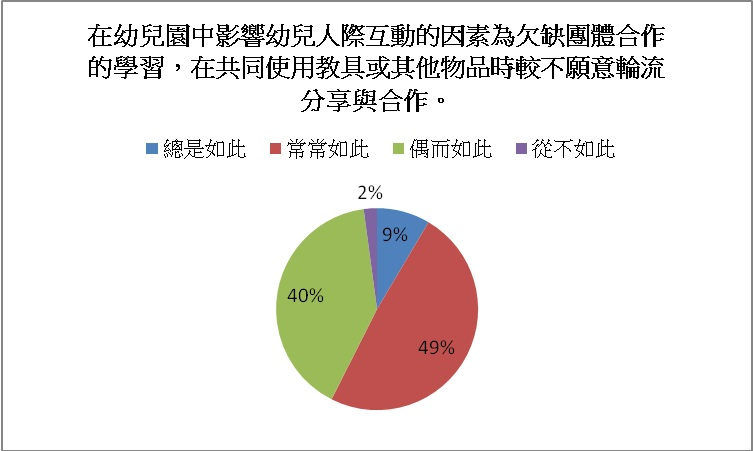 在幼兒園中影響幼兒人際互動的因素為欠缺團體合作
的學習，在共同使用教具或其他物品時較不願意輪流
分享與合作。
總是如此 常常如此 偶而如此 從不如此
2%
9%
40%
49%